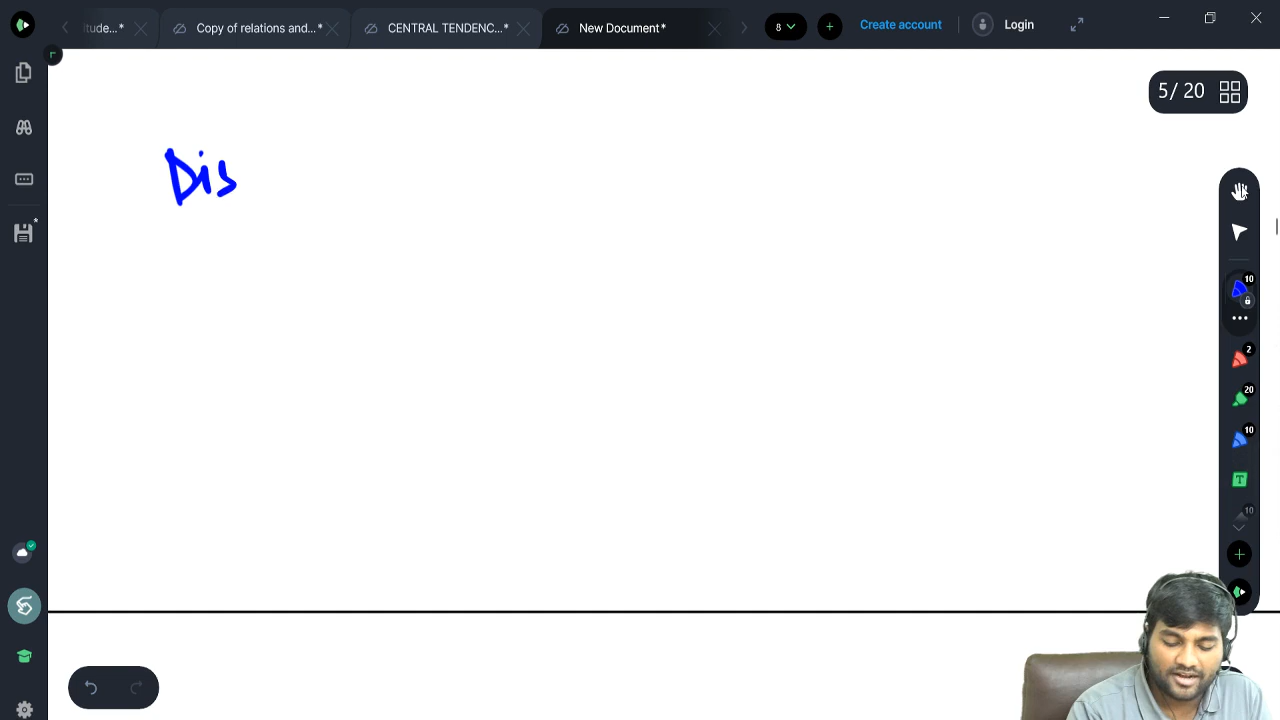 itude...* Copy of relations and...* CENTRAL TENDENC...* New Document* 8 Create account Login
5/ 20
Dis
10
2
20
10
T
10